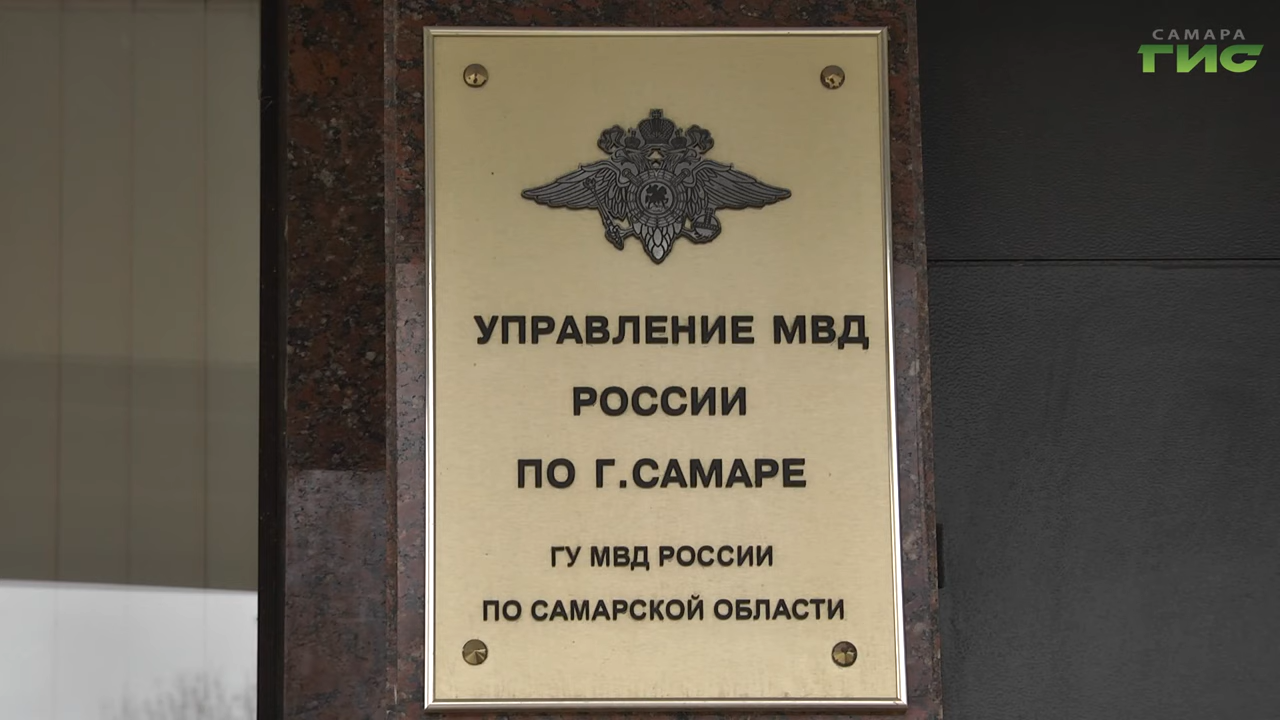 САМАРА
ГИС
УПРАВЛЕНИЕ МВД
РОССИИ
ПО Г.САМАРЕ
ГУ МВД РОССИИ
ПО САМАРСКОЙ ОБЛАСТИ